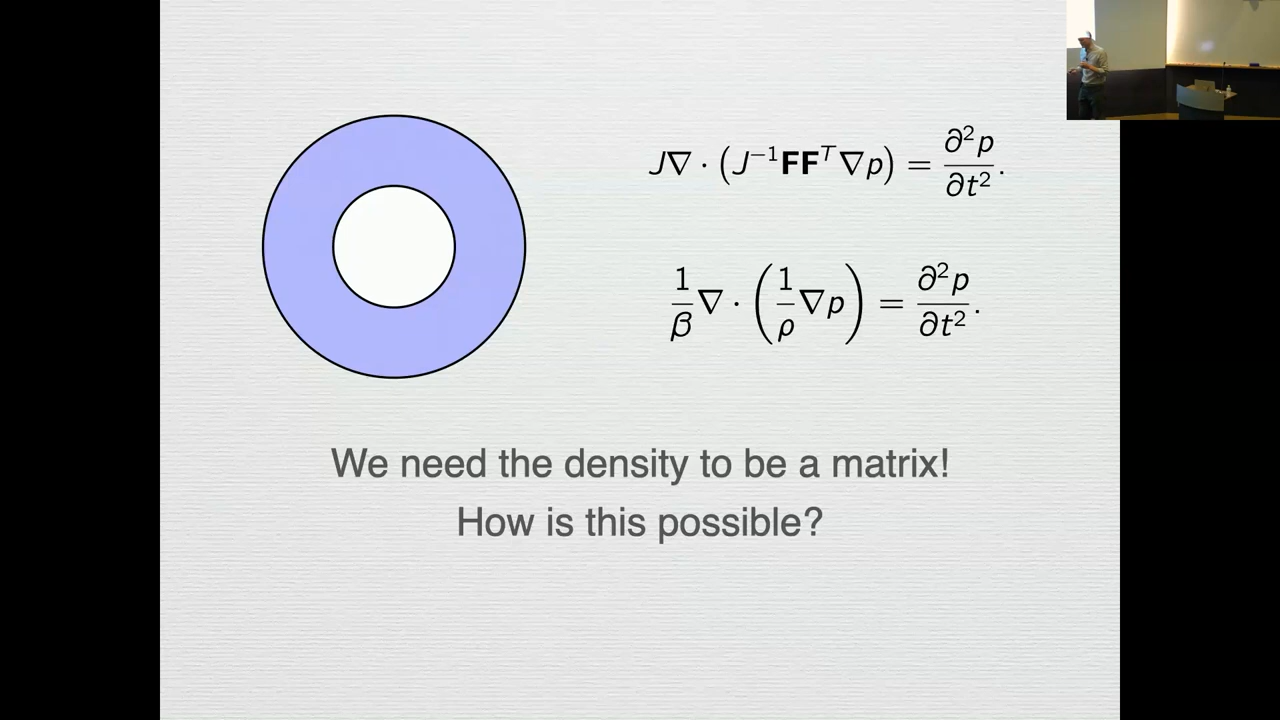 J∇ · (J⁻¹FFᵀ∇p) = ∂²p/∂t².
1/β ∇ · (1/ρ ∇p) = ∂²p/∂t².
We need the density to be a matrix!
How is this possible?